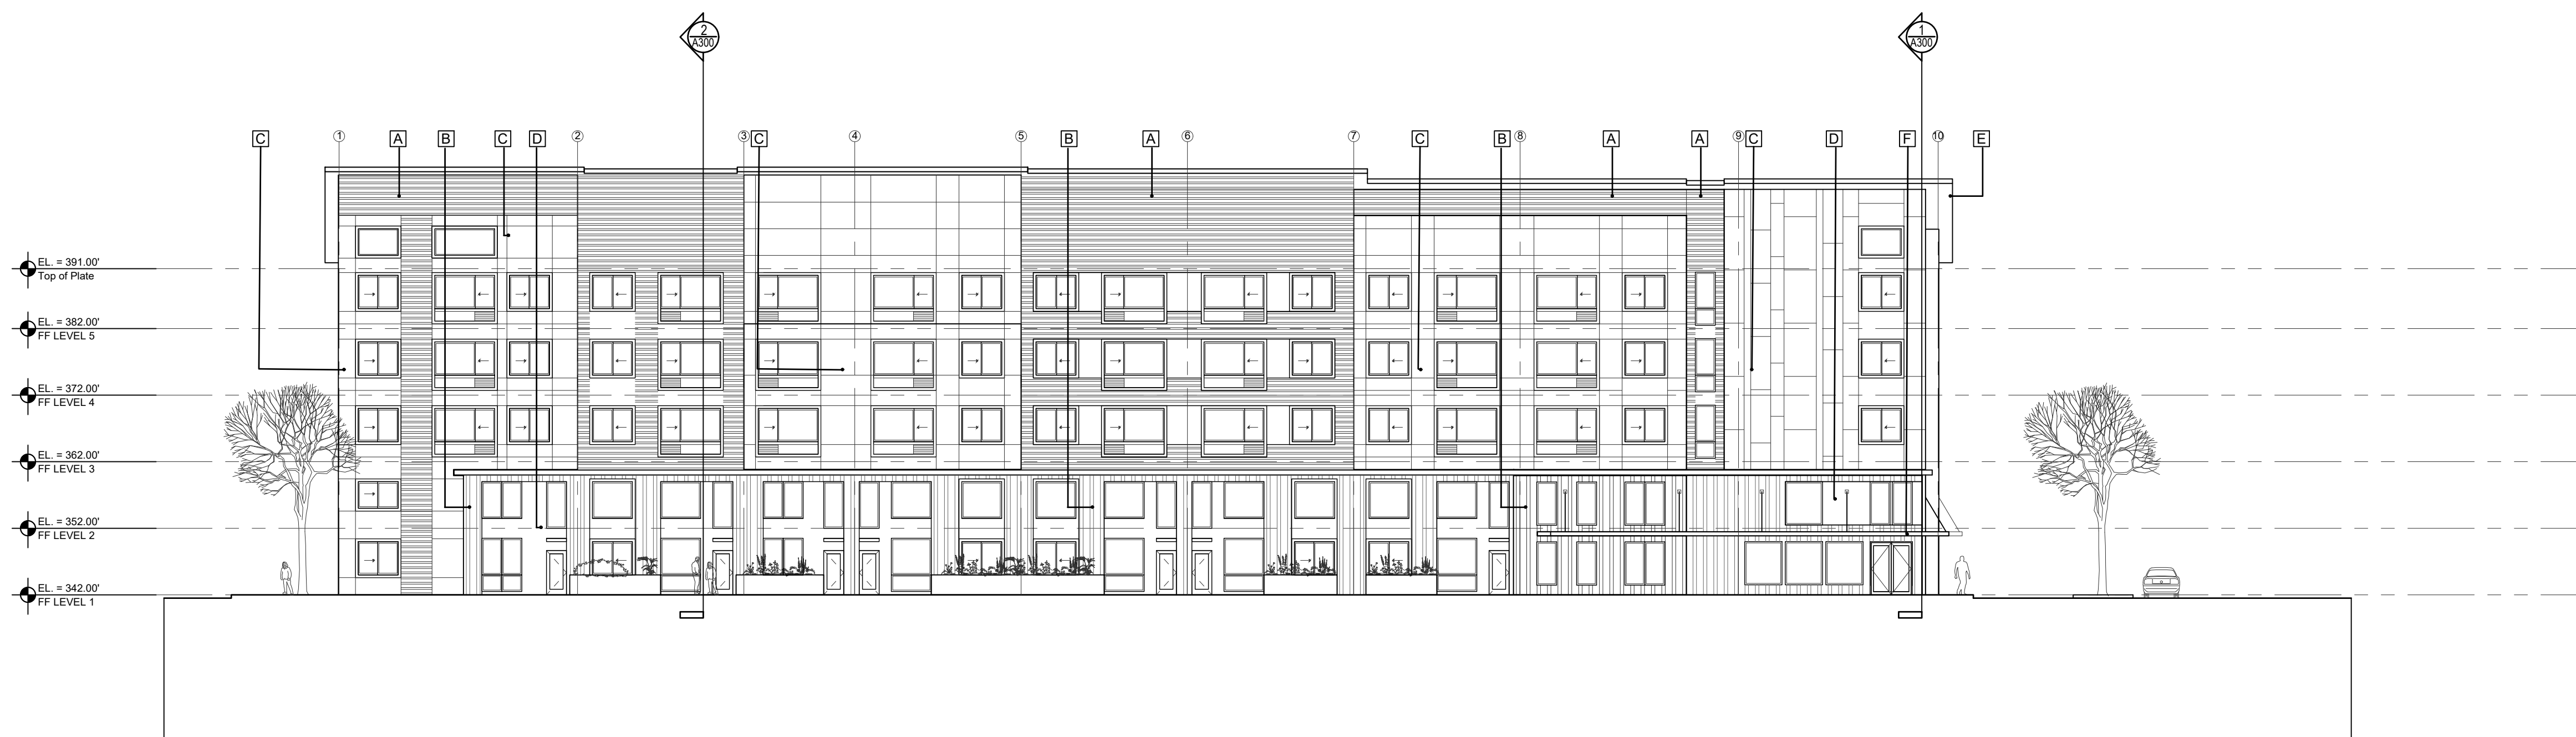 2
A300
1
A300
C
1
A
B
C
D
2
3
C
4
5
B
A
6
7
C
B
8
A
A
9
C
D
F
10
E
EL. = 391.00'
Top of Plate
EL. = 382.00'
FF LEVEL 5
EL. = 372.00'
FF LEVEL 4
EL. = 362.00'
FF LEVEL 3
EL. = 352.00'
FF LEVEL 2
EL. = 342.00'
FF LEVEL 1